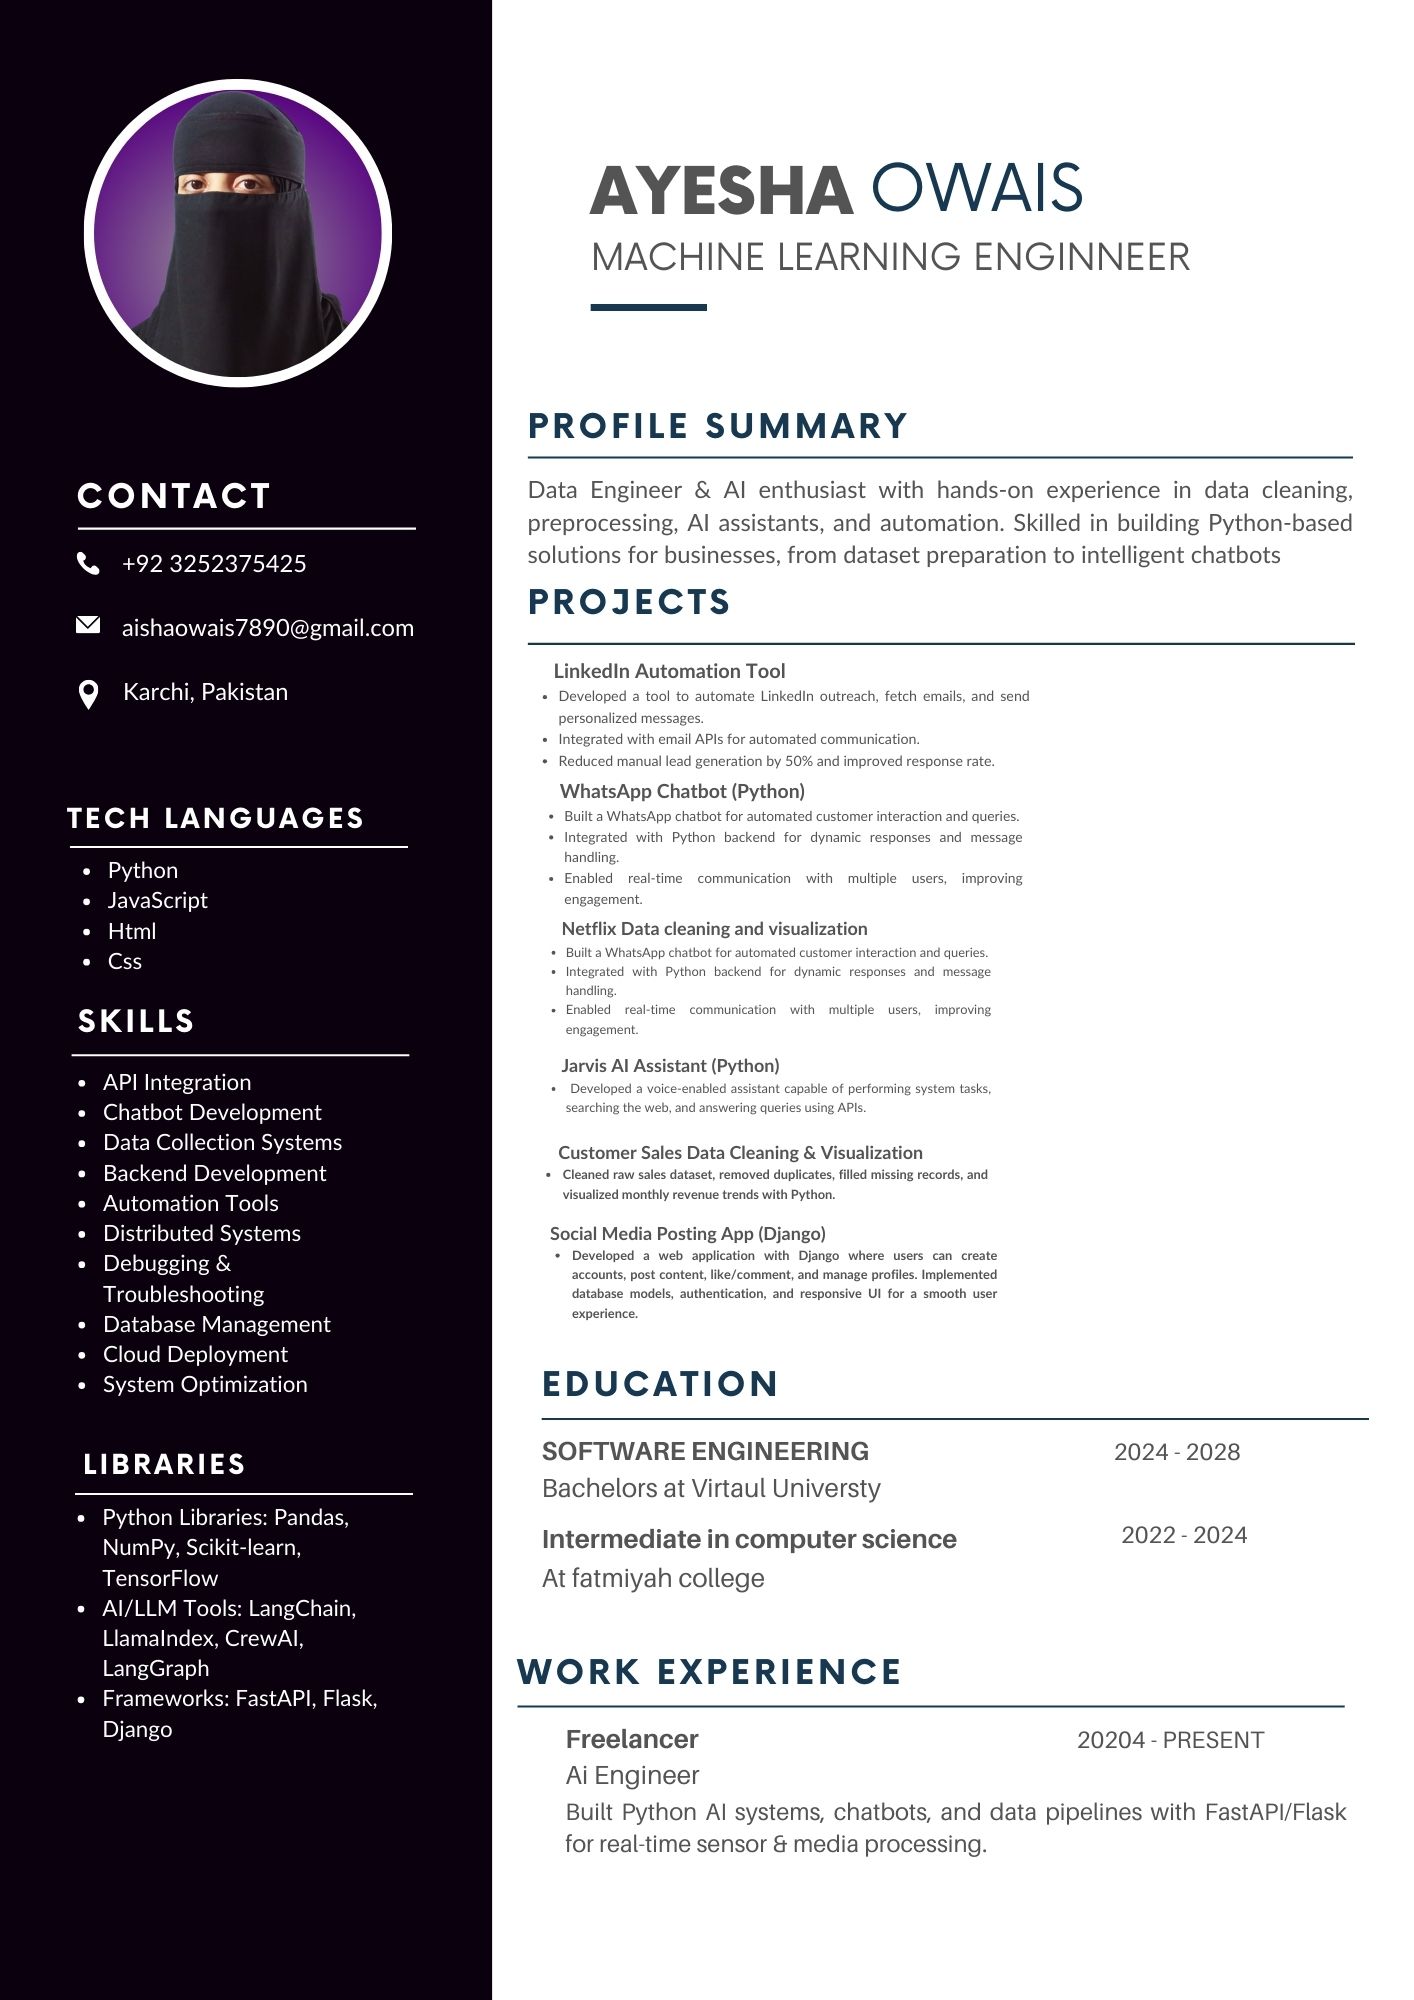 CONTACT
+92 3252375425
aishaowais7890@gmail.com
Karchi, Pakistan
TECH LANGUAGES
• Python
• JavaScript
• Html
• Css
SKILLS
• API Integration
• Chatbot Development
• Data Collection Systems
• Backend Development
• Automation Tools
• Distributed Systems
• Debugging &
Troubleshooting
• Database Management
• Cloud Deployment
• System Optimization
LIBRARIES
• Python Libraries: Pandas,
NumPy, Scikit-learn,
TensorFlow
• AI/LLM Tools: LangChain,
LlamaIndex, CrewAI,
LangGraph
• Frameworks: FastAPI, Flask,
Django
AYESHA OWAIS
MACHINE LEARNING ENGINNEER
PROFILE SUMMARY
Data Engineer & AI enthusiast with hands-on experience in data cleaning,
preprocessing, AI assistants, and automation. Skilled in building Python-based
solutions for businesses, from dataset preparation to intelligent chatbots
PROJECTS
LinkedIn Automation Tool
• Developed a tool to automate LinkedIn outreach, fetch emails, and send
personalized messages.
• Integrated with email APIs for automated communication.
• Reduced manual lead generation by 50% and improved response rate.
WhatsApp Chatbot (Python)
• Built a WhatsApp chatbot for automated customer interaction and queries.
• Integrated with Python backend for dynamic responses and message
handling.
• Enabled real-time communication with multiple users, improving
engagement.
Netflix Data cleaning and visualization
• Built a WhatsApp chatbot for automated customer interaction and queries.
• Integrated with Python backend for dynamic responses and message
handling.
• Enabled real-time communication with multiple users, improving
engagement.
Jarvis AI Assistant (Python)
• Developed a voice-enabled assistant capable of performing system tasks,
searching the web, and answering queries using APIs.
Customer Sales Data Cleaning & Visualization
• Cleaned raw sales dataset, removed duplicates, filled missing records, and
visualized monthly revenue trends with Python.
Social Media Posting App (Django)
• Developed a web application with Django where users can create
accounts, post content, like/comment, and manage profiles. Implemented
database models, authentication, and responsive UI for a smooth user
experience.
EDUCATION
SOFTWARE ENGINEERING 2024 - 2028
Bachelors at Virtaul Universty
Intermediate in computer science 2022 - 2024
At fatmiyah college
WORK EXPERIENCE
Freelancer 20204 - PRESENT
Ai Engineer
Built Python AI systems, chatbots, and data pipelines with FastAPI/Flask
for real-time sensor & media processing.